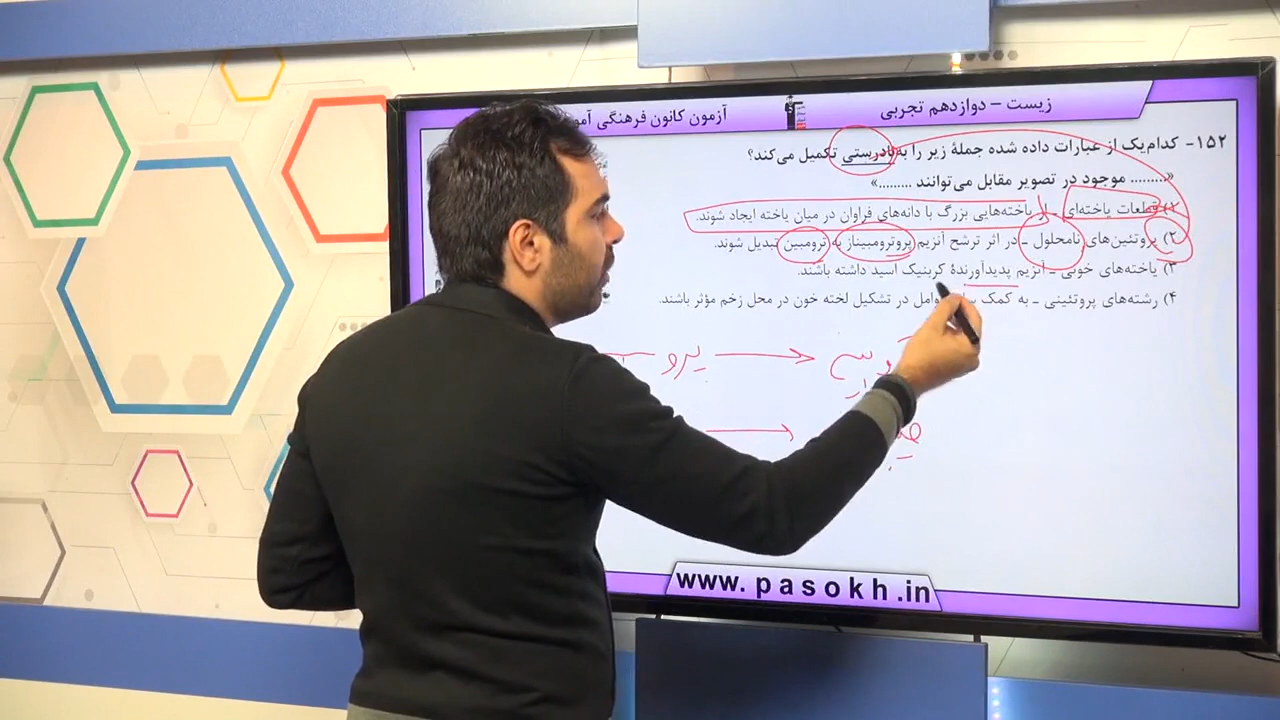 زیست – دوازدهم تجربی
آزمون کانون فرهنگی
۱۵۲- کدام‌یک از عبارات داده شده جملهٔ زیر را به‌نادرستی تکمیل می‌کند؟
«......... موجود در تصویر مقابل می‌توانند .........»
۱) قطعات یاخته‌ای ـ از یاخته‌هایی بزرگ با دانه‌های فراوان در میان یاخته ایجاد شوند.
۲) پروتئین‌های نامحلول ـ در اثر ترشح آنزیم پروترومبیناز به ترومبین تبدیل شوند.
۳) یاخته‌های خونی ـ آنزیم پدیدآورندهٔ کربنیک اسید داشته باشند.
۴) رشته‌های پروتئینی ـ به کمک در تشکیل لخته خون در محل زخم مؤثر باشند.
www.pasokh.in